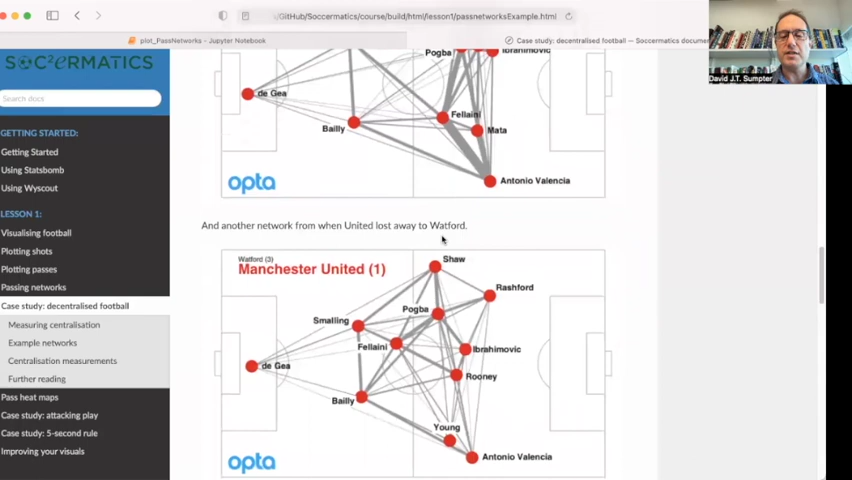 GitHub/Soccermatics/course/build/html/lesson1/passnetworksExample.html
plot_PassNetworks - Jupyter Notebook
Case study: decentralised football — Soccermatics
David J.T. Sumpter
SOC²ERMATICS
Search docs
GETTING STARTED:
Getting Started
Using Statsbomb
Using Wyscout
LESSON 1:
Visualising football
Plotting shots
Plotting passes
Passing networks
Case study: decentralised football
Measuring centralisation
Example networks
Centralisation measurements
Further reading
Pass heat maps
Case study: attacking play
Case study: 5-second rule
Improving your visuals
Pogba
Ibrahimovic
de Gea
Fellaini
Bailly
Mata
Antonio Valencia
opta
And another network from when United lost away to Watford.
Watford (3)
Manchester United (1)
Shaw
Rashford
Pogba
Smalling
Fellaini
Ibrahimovic
de Gea
Rooney
Bailly
Young
Antonio Valencia
opta